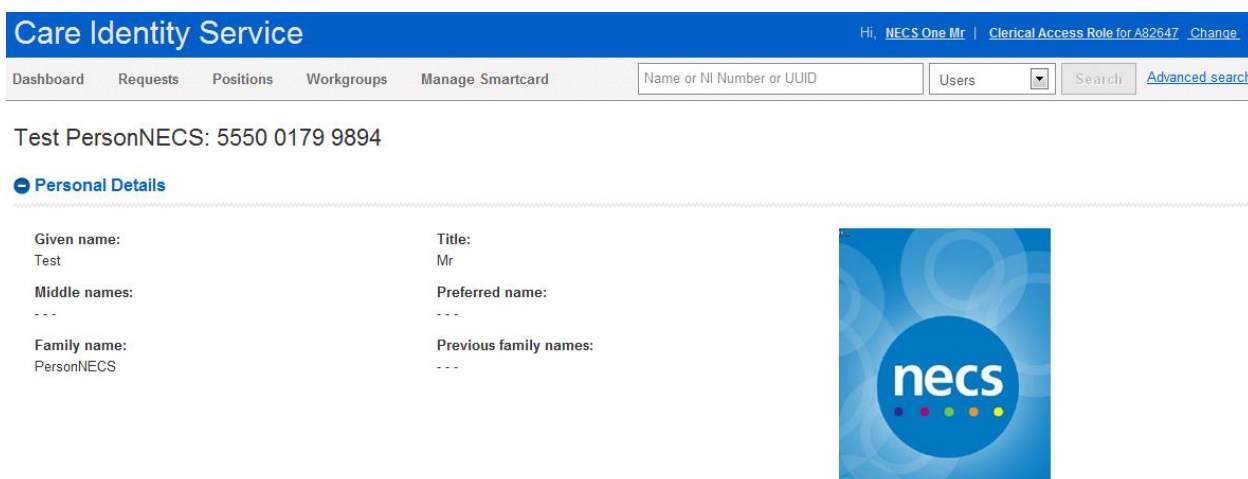 Care Identity Service
Hi, NECS One Mr | Clerical Access Role for A82647 Change
Dashboard Requests Positions Workgroups Manage Smartcard Name or NI Number or UUID Users Search Advanced search
Test PersonNECS: 5550 0179 9894
Personal Details
Given name: Title:
Test Mr
Middle names: Preferred name:
- - - - - -
Family name: Previous family names:
PersonNECS - - -
necs